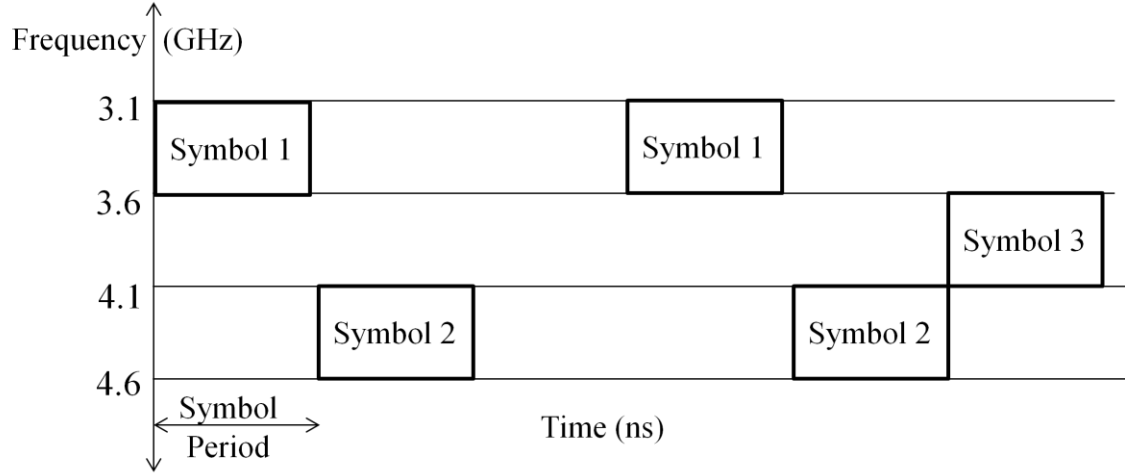 Frequency (GHz)
3.1
Symbol 1
Symbol 1
3.6
Symbol 3
4.1
Symbol 2
Symbol 2
4.6
Symbol
Period
Time (ns)